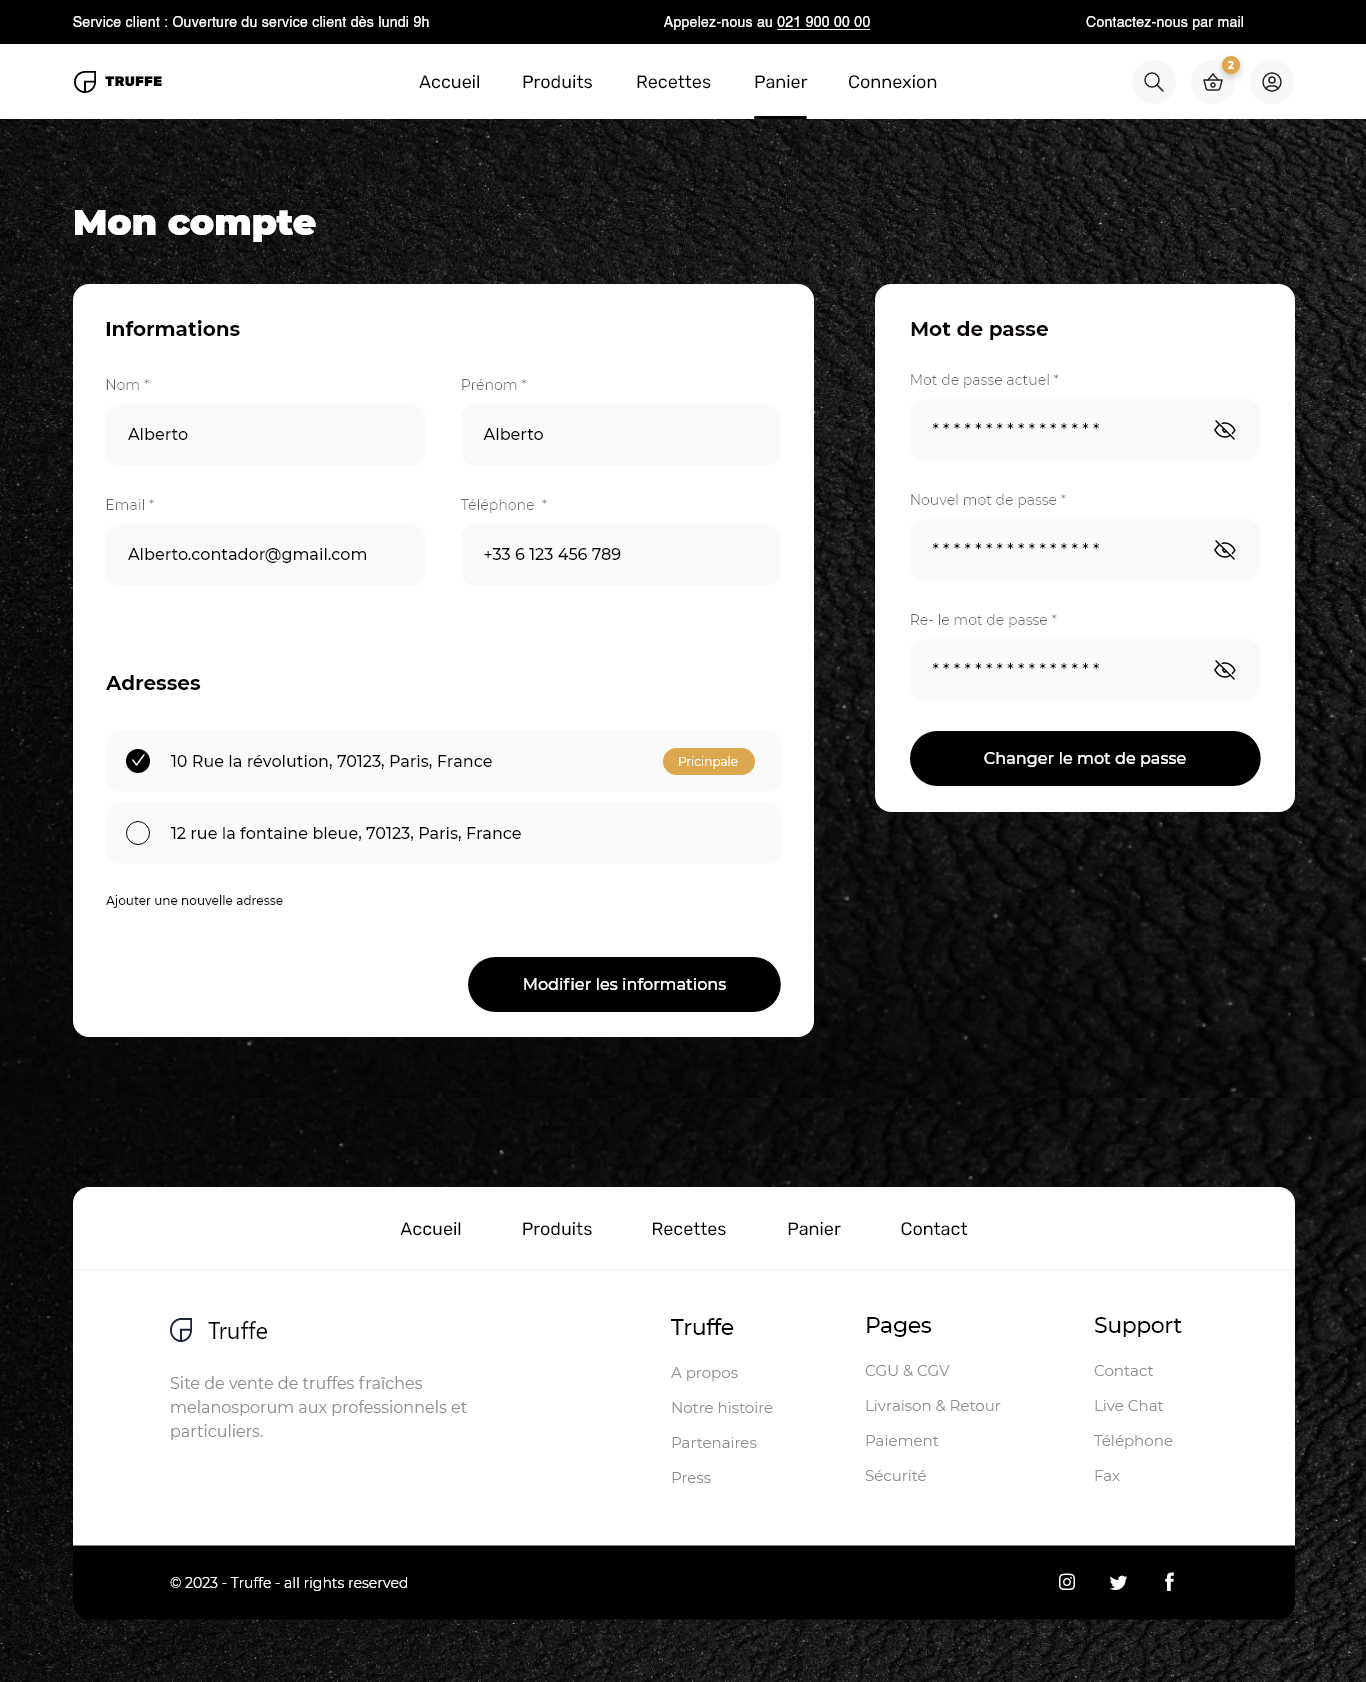 Service client : Ouverture du service client dès lundi 9h
Appelez-nous au 021 900 00 00
Contactez-nous par mail
TRUFFE
Accueil
Produits
Recettes
Panier
Connexion
2
Mon compte
Informations
Nom *
Prénom *
Alberto
Alberto
Email *
Téléphone *
Alberto.contador@gmail.com
+33 6 123 456 789
Adresses
10 Rue la révolution, 70123, Paris, France
Pricinpale
12 rue la fontaine bleue, 70123, Paris, France
Ajouter une nouvelle adresse
Modifier les informations
Mot de passe
Mot de passe actuel *
* * * * * * * * * * * * * * * *
Nouvel mot de passe *
* * * * * * * * * * * * * * * *
Re- le mot de passe *
* * * * * * * * * * * * * * * *
Changer le mot de passe
Accueil
Produits
Recettes
Panier
Contact
Truffe
Site de vente de truffes fraîches
melanosporum aux professionnels et
particuliers.
Truffe
A propos
Notre histoire
Partenaires
Press
Pages
CGU & CGV
Livraison & Retour
Paiement
Sécurité
Support
Contact
Live Chat
Téléphone
Fax
© 2023 - Truffe - all rights reserved